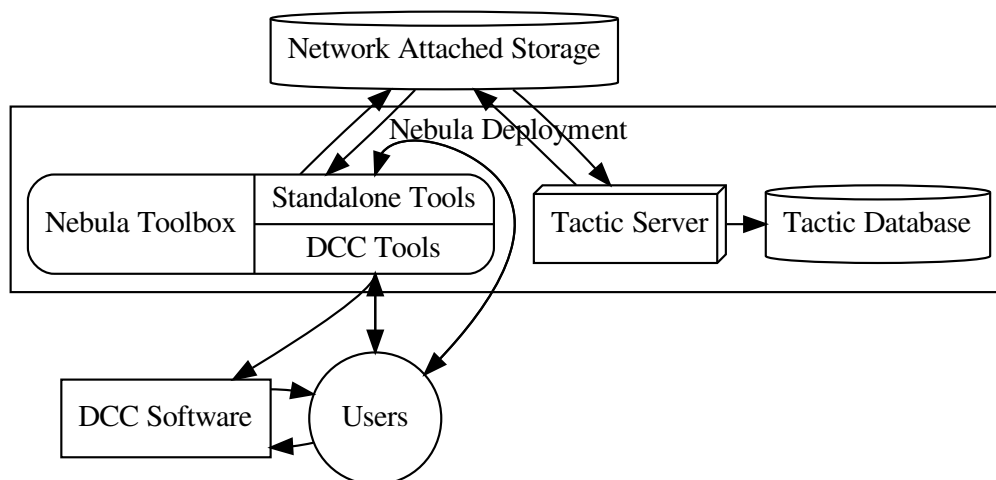 Network Attached Storage
Nebula Deployment
Nebula Toolbox
Standalone Tools
DCC Tools
Tactic Server
Tactic Database
DCC Software
Users